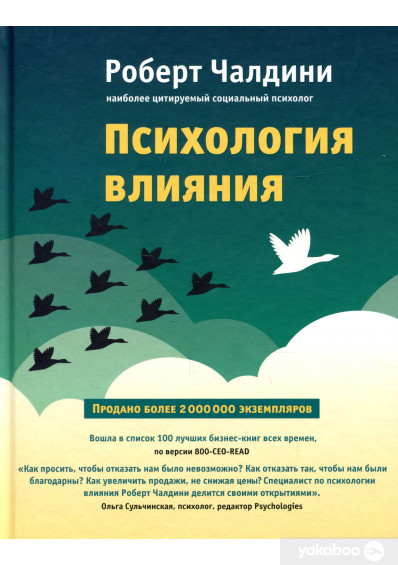 Роберт Чалдини
наиболее цитируемый социальный психолог
Психология
влияния
Продано более 2 000 000 экземпляров
Вошла в список 100 лучших бизнес-книг всех времен,
по версии 800-CEO-READ
«Как просить, чтобы отказать нам было невозможно? Как отказать так, чтобы нам были
благодарны? Как увеличить продажи, не снижая цены? Специалист по психологии
влияния Роберт Чалдини делится своими открытиями».
Ольга Сульчинская, психолог, редактор Psychologies
yakaboo